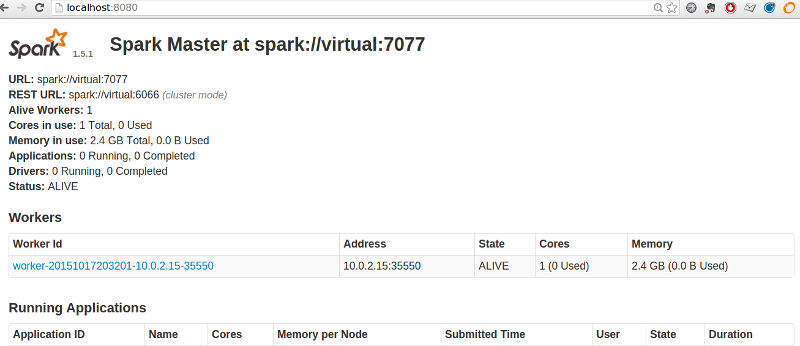 localhost:8080
Spark 1.5.1 Spark Master at spark://virtual:7077
URL: spark://virtual:7077
REST URL: spark://virtual:6066 (cluster mode)
Alive Workers: 1
Cores in use: 1 Total, 0 Used
Memory in use: 2.4 GB Total, 0.0 B Used
Applications: 0 Running, 0 Completed
Drivers: 0 Running, 0 Completed
Status: ALIVE
Workers
Worker Id Address State Cores Memory
worker-20151017203201-10.0.2.15-35550 10.0.2.15:35550 ALIVE 1 (0 Used) 2.4 GB (0.0 B Used)
Running Applications
Application ID Name Cores Memory per Node Submitted Time User State Duration